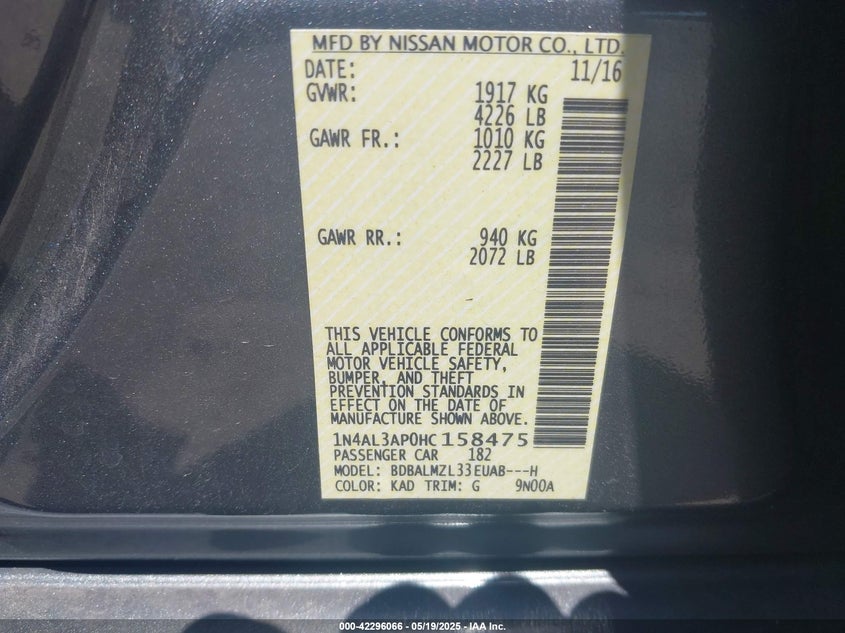 MFD BY NISSAN MOTOR CO., LTD.
DATE: 11/16
GVWR: 1917 KG
4226 LB
GAWR FR.: 1010 KG
2227 LB
GAWR RR.: 940 KG
2072 LB
THIS VEHICLE CONFORMS TO
ALL APPLICABLE FEDERAL
MOTOR VEHICLE SAFETY,
BUMPER, AND THEFT
PREVENTION STANDARDS IN
EFFECT ON THE DATE OF
MANUFACTURE SHOWN ABOVE.
1N4AL3AP0HC158475
PASSENGER CAR 182
MODEL: BDBALMZL33EUAB---H
COLOR: KAD TRIM: G 9N00A
000-42296066 - 05/19/2025 - IAA Inc.